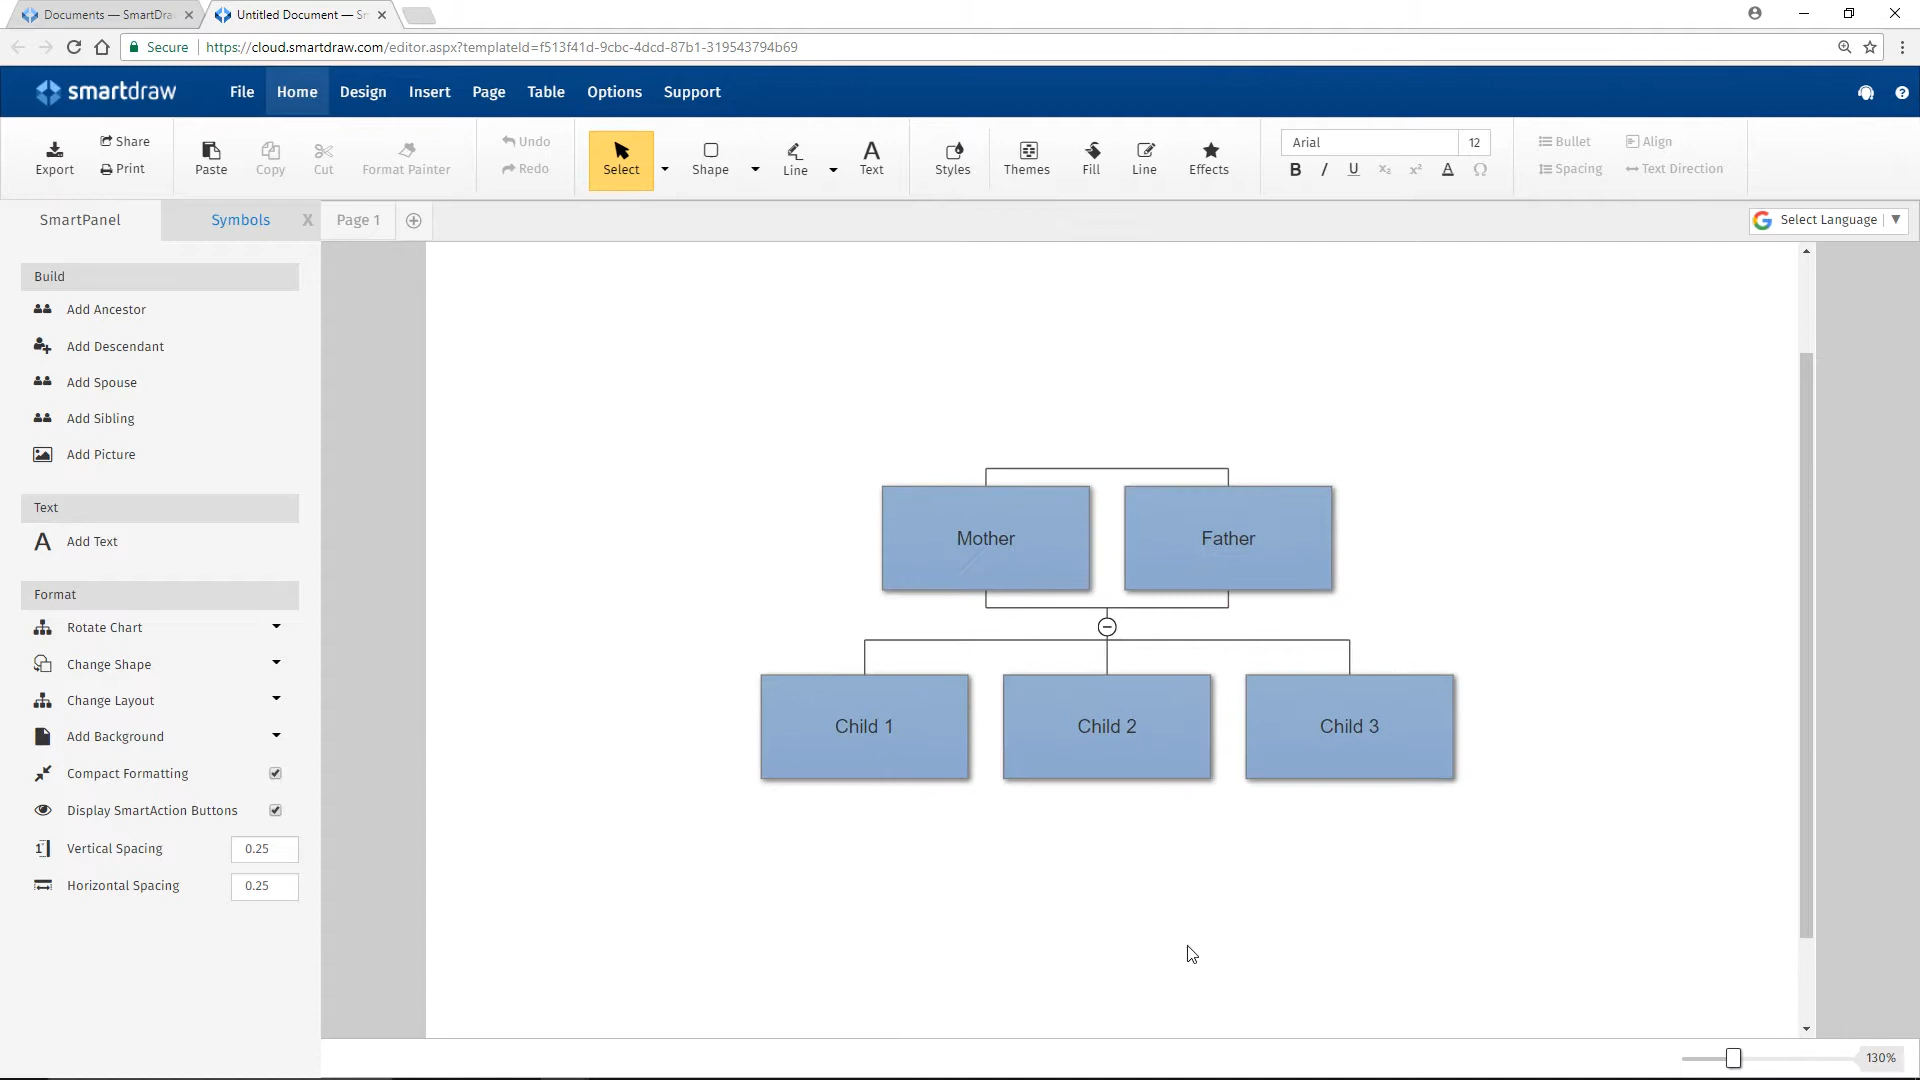 Documents — SmartDra
Untitled Document — S
Secure
https://cloud.smartdraw.com/editor.aspx?templateId=f513f41d-9cbc-4dcd-87b1-319543794b69
smartdraw
File
Home
Design
Insert
Page
Table
Options
Support
?
Export
Share
Print
Paste
Copy
Cut
Format Painter
Undo
Redo
Select
Shape
Line
Text
Styles
Themes
Fill
Line
Effects
Arial
12
B I U x₂ x² A Ω
Bullet
Align
Spacing
Text Direction
SmartPanel
Symbols
X
Page 1
Select Language
Build
Add Ancestor
Add Descendant
Add Spouse
Add Sibling
Add Picture
Text
Add Text
Format
Rotate Chart
Change Shape
Change Layout
Add Background
Compact Formatting
Display SmartAction Buttons
Vertical Spacing
0.25
Horizontal Spacing
0.25
Mother
Father
Child 1
Child 2
Child 3
130%